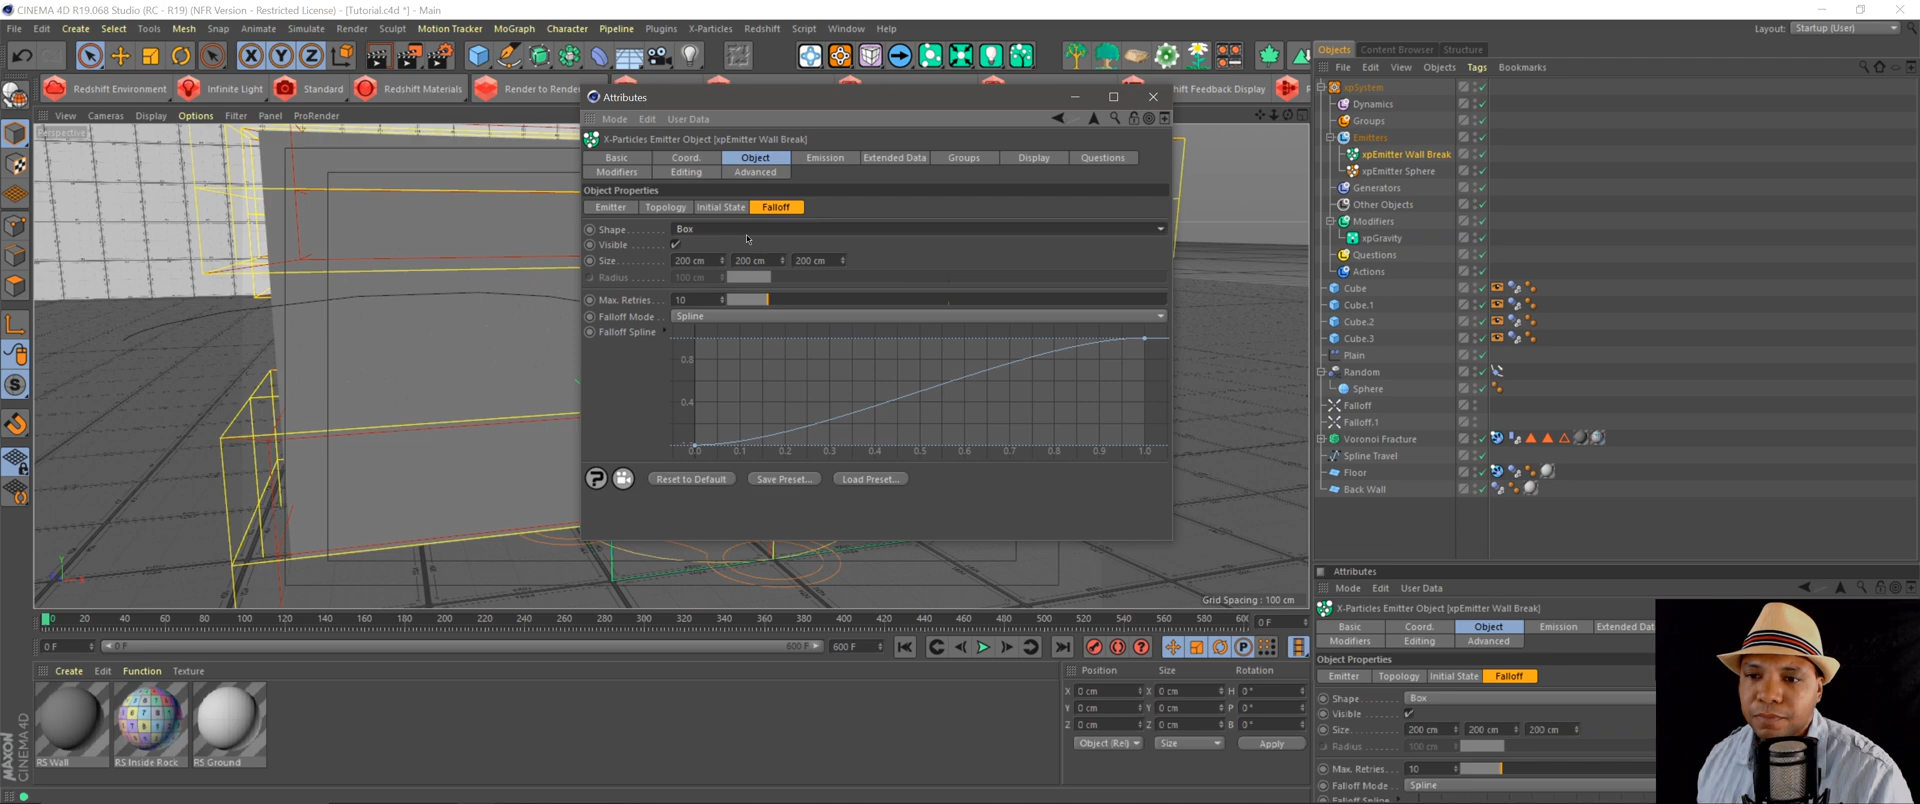 CINEMA 4D R19.068 Studio (RC - R19) (NFR Version - Restricted License) - [Tutorial.c4d *] - Main
File Edit Create Select Tools Mesh Snap Animate Simulate Render Sculpt Motion Tracker MoGraph Character Pipeline Plugins X-Particles Redshift Script Window Help
Layout: Startup (User)
Redshift Environment Infinite Light Standard Redshift Materials Render to Render hift Feedback Display
View Cameras Display Options Filter Panel ProRender
Perspective
Grid Spacing : 100 cm
Attributes
Mode Edit User Data
X-Particles Emitter Object [xpEmitter Wall Break]
Basic Coord. Object Emission Extended Data Groups Display Questions
Modifiers Editing Advanced
Object Properties
Emitter Topology Initial State Falloff
Shape Box
Visible
Size 200 cm 200 cm 200 cm
Radius 100 cm
Max. Retries 10
Falloff Mode Spline
Falloff Spline
0.8
0.4
0.0 0.1 0.2 0.3 0.4 0.5 0.6 0.7 0.8 0.9 1.0
Reset to Default Save Preset... Load Preset...
Objects Content Browser Structure
File Edit View Objects Tags Bookmarks
xpSystem
Dynamics
Groups
Emitters
xpEmitter Wall Break
xpEmitter Sphere
Generators
Other Objects
Modifiers
xpGravity
Questions
Actions
Cube
Cube.1
Cube.2
Cube.3
Plain
Random
Sphere
Falloff
Falloff.1
Voronoi Fracture
Spline Travel
Floor
Back Wall
Attributes
Mode Edit User Data
X-Particles Emitter Object [xpEmitter Wall Break]
Basic Coord. Object Emission Extended Dat
Modifiers Editing Advanced
Object Properties
Emitter Topology Initial State Falloff
Shape Box
Visible
Size 200 cm 200 cm 200 cm
Radius 100 cm
Max. Retries 10
Falloff Mode Spline
Falloff Spline
0 20 40 60 80 100 120 140 160 180 200 220 240 260 280 300 320 340 360 380 400 420 440 460 480 500 520 540 560 580 60 0 F
0 F 0 F 600 F 600 F
Create Edit Function Texture
RS Wall RS Inside Rock RS Ground
Position Size Rotation
X 0 cm X 0 cm H 0°
Y 0 cm Y 0 cm P 0°
Z 0 cm Z 0 cm B 0°
Object (Rel) Size Apply
MAXON
CINEMA 4D